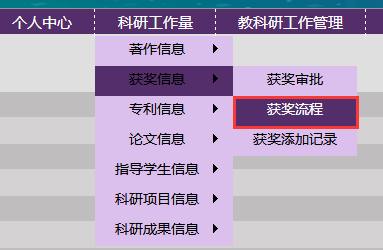 个人中心 科研工作量 教科研工作管理
著作信息
获奖信息 获奖审批
专利信息 获奖流程
论文信息 获奖添加记录
指导学生信息
科研项目信息
科研成果信息